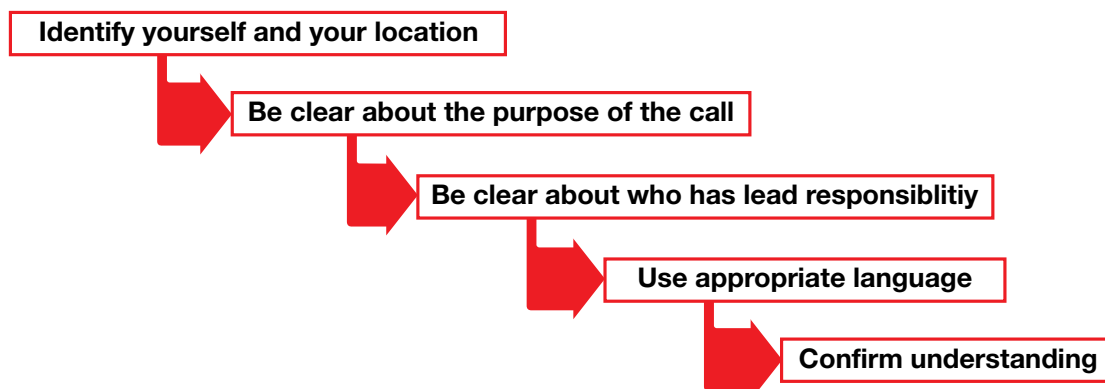 Identify yourself and your location
Be clear about the purpose of the call
Be clear about who has lead responsiblitiy
Use appropriate language
Confirm understanding